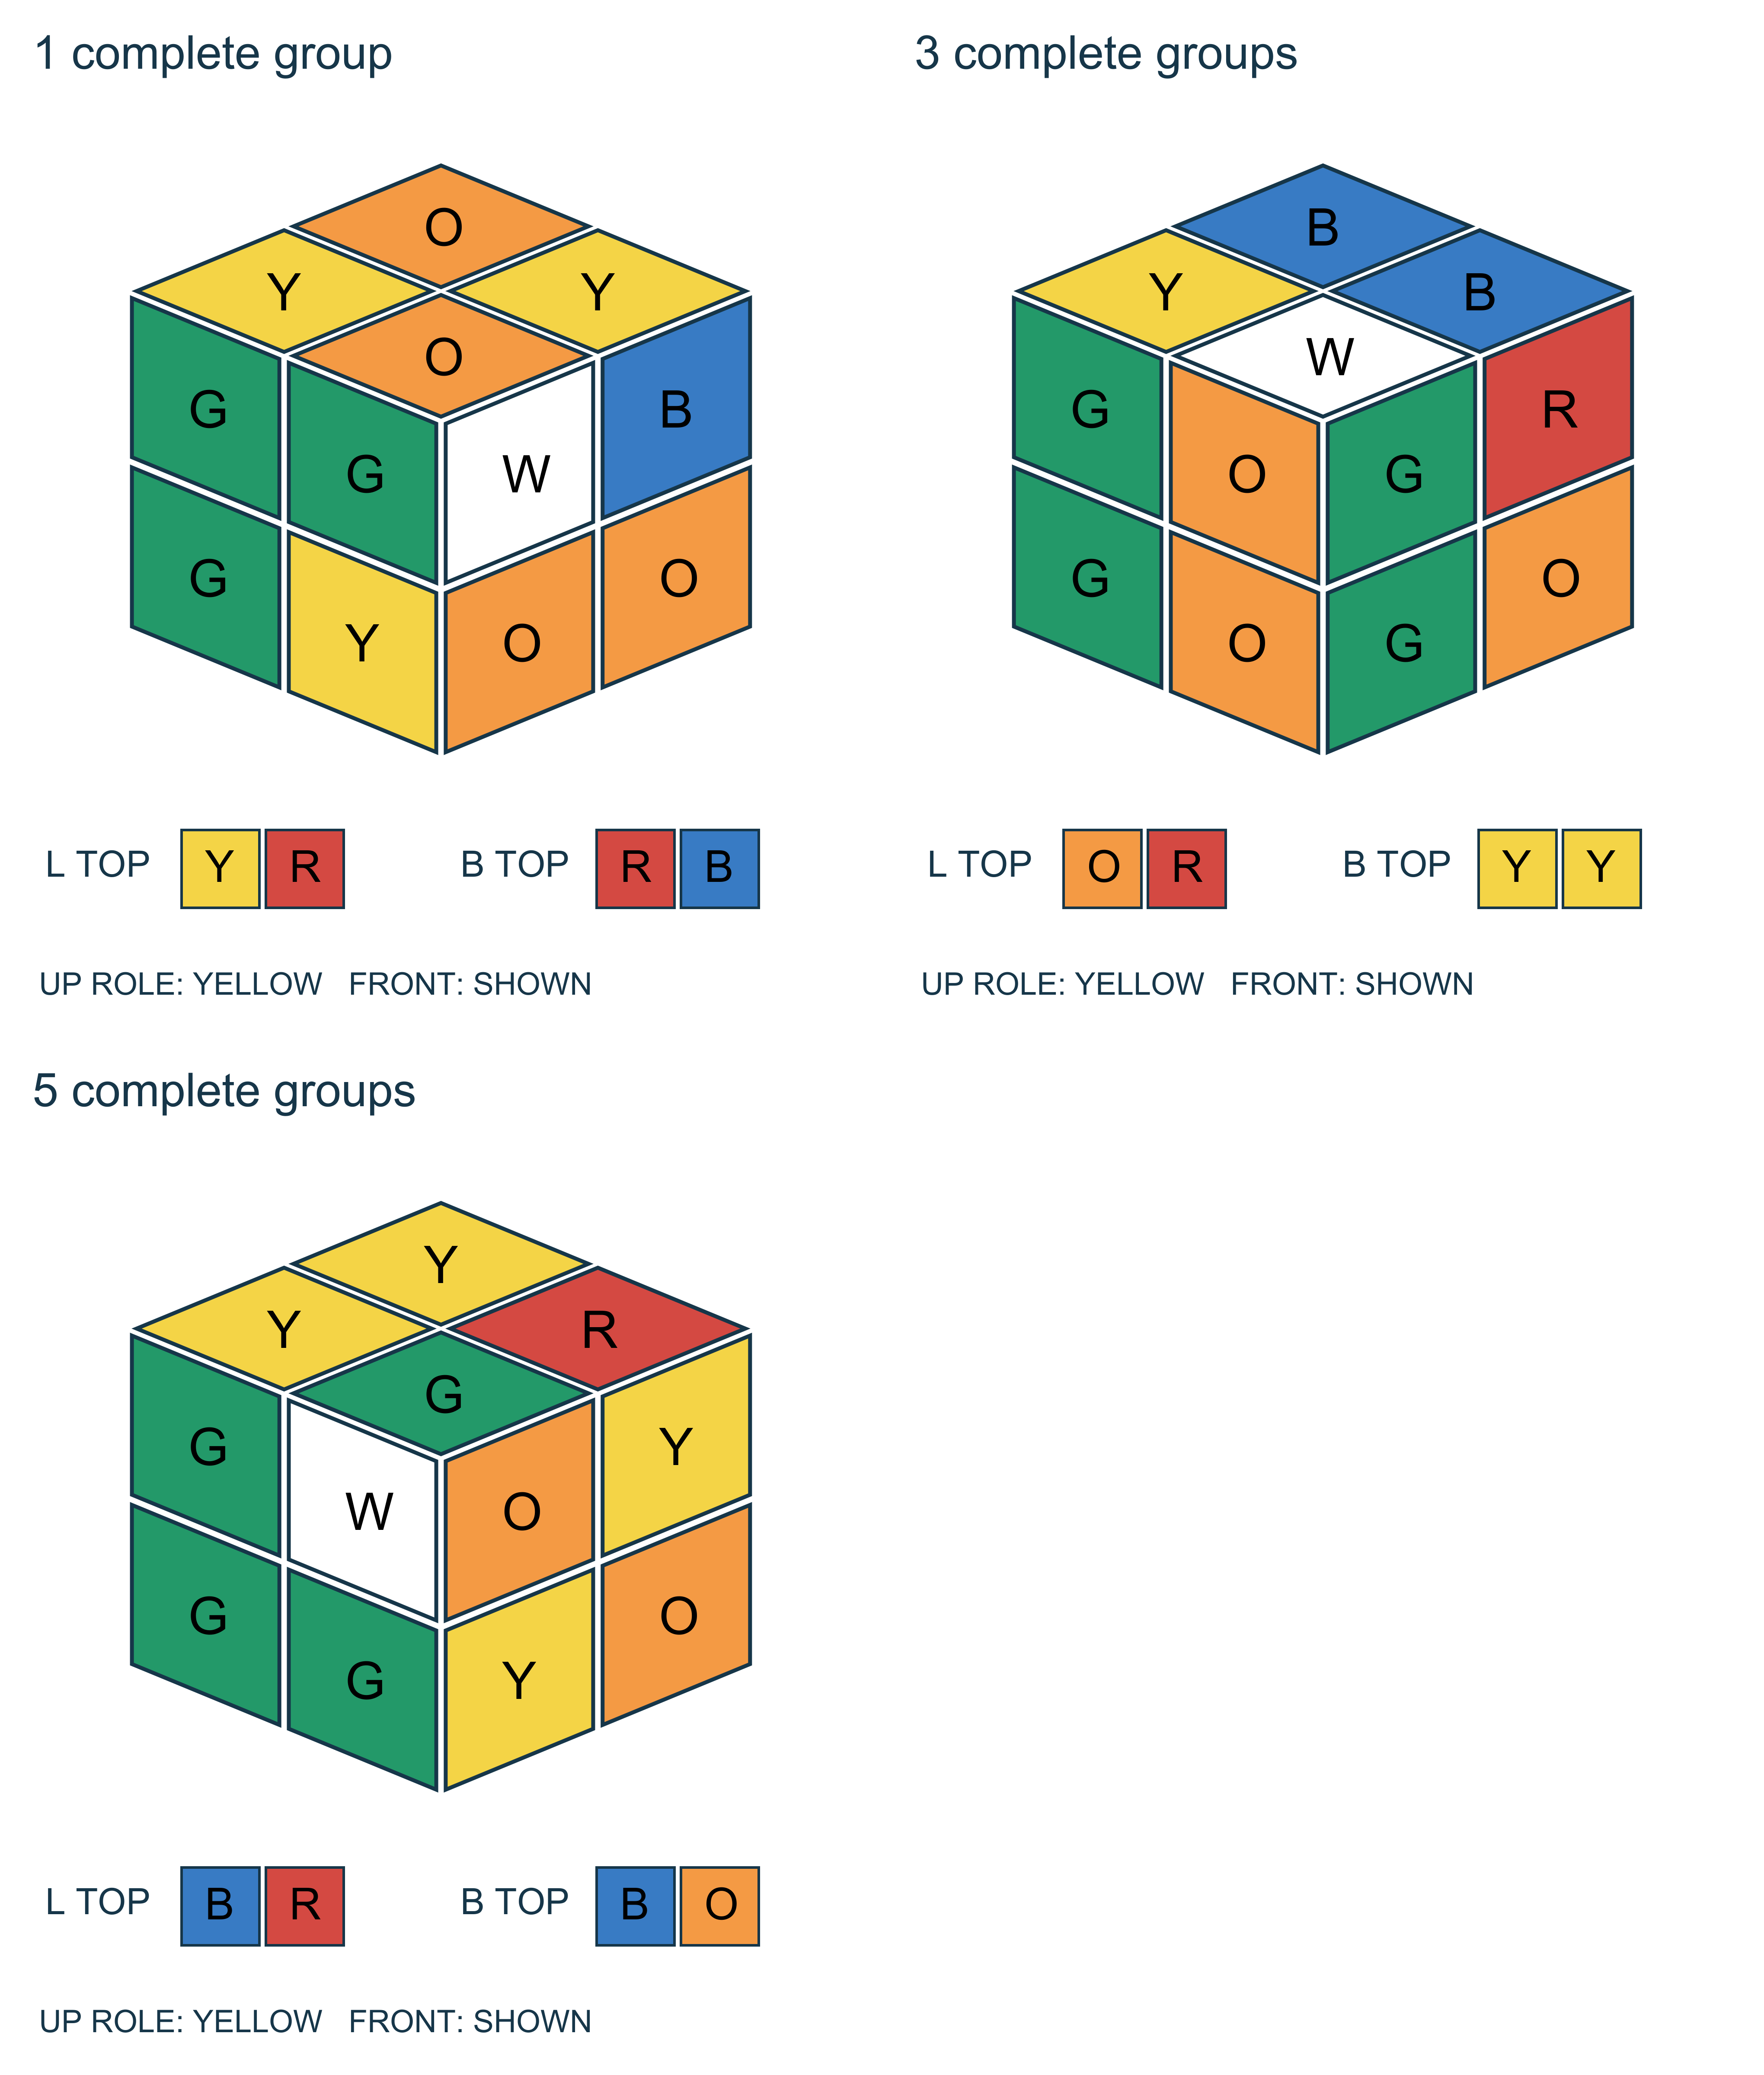 1 complete group
O
Y Y
O
G B
G W
G O
Y O
L TOP Y R B TOP R B
UP ROLE: YELLOW FRONT: SHOWN
3 complete groups
B
Y B
W
G R
O G
G O
O G
L TOP O R B TOP Y Y
UP ROLE: YELLOW FRONT: SHOWN
5 complete groups
Y
Y R
G
G Y
W O
G O
G Y
L TOP B R B TOP B O
UP ROLE: YELLOW FRONT: SHOWN